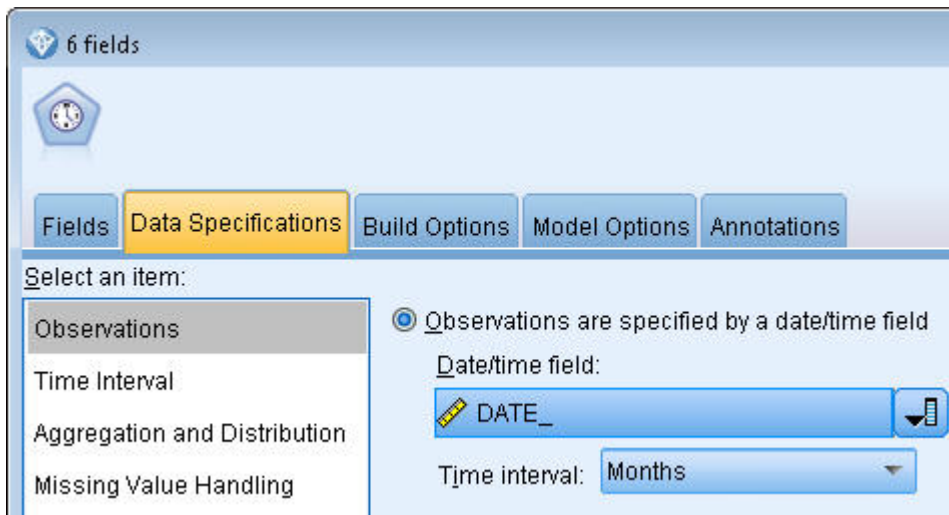 6 fields
Fields Data Specifications Build Options Model Options Annotations
Select an item:
Observations
Time Interval
Aggregation and Distribution
Missing Value Handling
Observations are specified by a date/time field
Date/time field:
DATE_
Time interval: Months